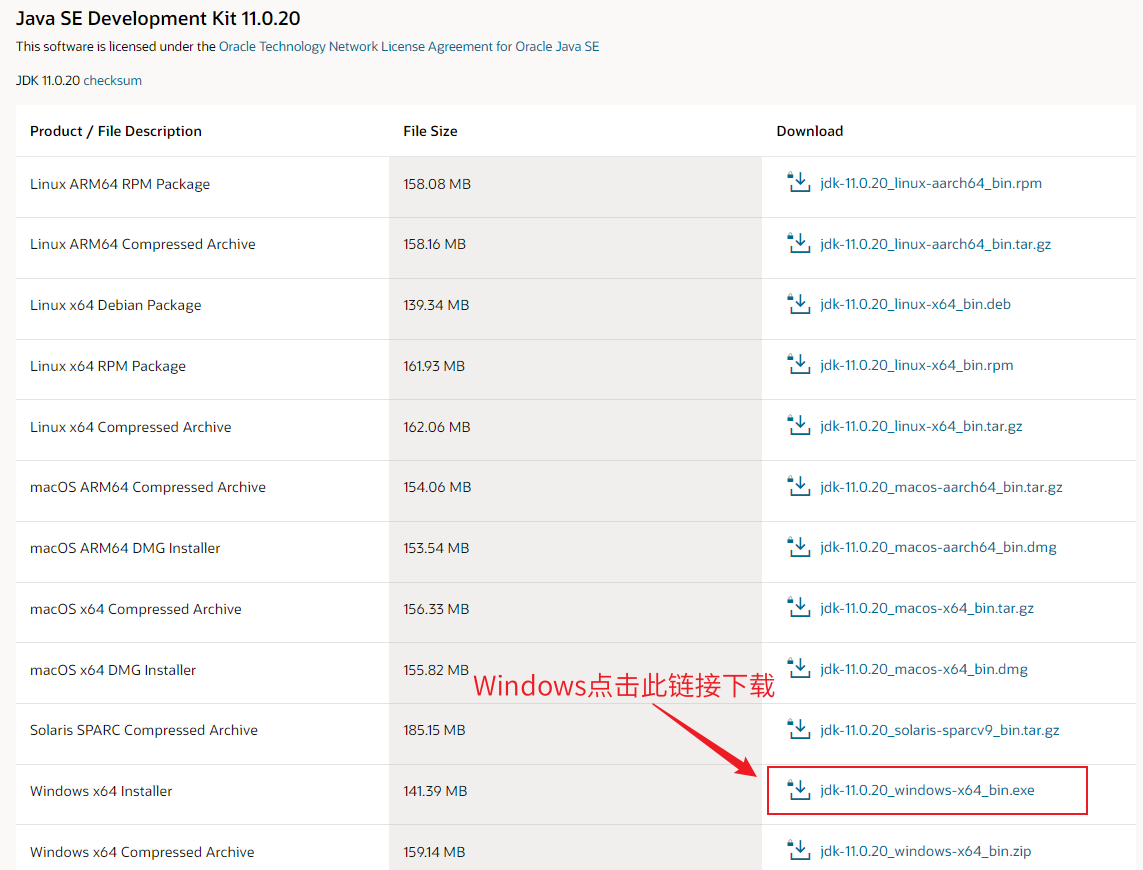 Java SE Development Kit 11.0.20
This software is licensed under the Oracle Technology Network License Agreement for Oracle Java SE
JDK 11.0.20 checksum
Product / File Description File Size Download
Linux ARM64 RPM Package 158.08 MB jdk-11.0.20_linux-aarch64_bin.rpm
Linux ARM64 Compressed Archive 158.16 MB jdk-11.0.20_linux-aarch64_bin.tar.gz
Linux x64 Debian Package 139.34 MB jdk-11.0.20_linux-x64_bin.deb
Linux x64 RPM Package 161.93 MB jdk-11.0.20_linux-x64_bin.rpm
Linux x64 Compressed Archive 162.06 MB jdk-11.0.20_linux-x64_bin.tar.gz
macOS ARM64 Compressed Archive 154.06 MB jdk-11.0.20_macos-aarch64_bin.tar.gz
macOS ARM64 DMG Installer 153.54 MB jdk-11.0.20_macos-aarch64_bin.dmg
macOS x64 Compressed Archive 156.33 MB jdk-11.0.20_macos-x64_bin.tar.gz
macOS x64 DMG Installer 155.82 MB jdk-11.0.20_macos-x64_bin.dmg
Windows点击此链接下载
Solaris SPARC Compressed Archive 185.15 MB jdk-11.0.20_solaris-sparcv9_bin.tar.gz
Windows x64 Installer 141.39 MB jdk-11.0.20_windows-x64_bin.exe
Windows x64 Compressed Archive 159.14 MB jdk-11.0.20_windows-x64_bin.zip